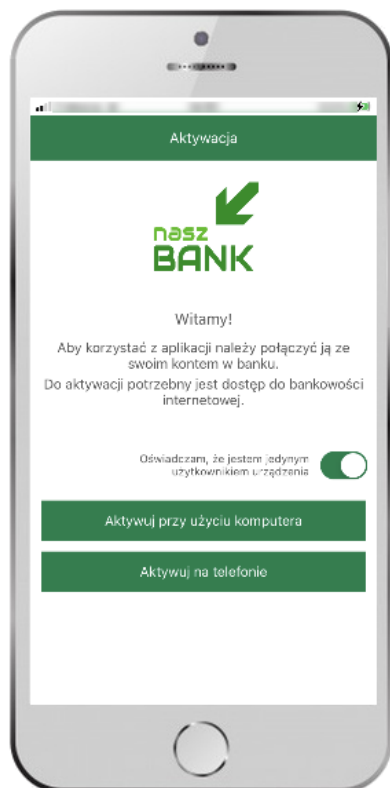 Aktywacja
nasz
BANK
Witamy!
Aby korzystać z aplikacji należy połączyć ją ze
swoim kontem w banku.
Do aktywacji potrzebny jest dostęp do bankowości
internetowej.
Oświadczam, że jestem jedynym
użytkownikiem urządzenia
Aktywuj przy użyciu komputera
Aktywuj na telefonie